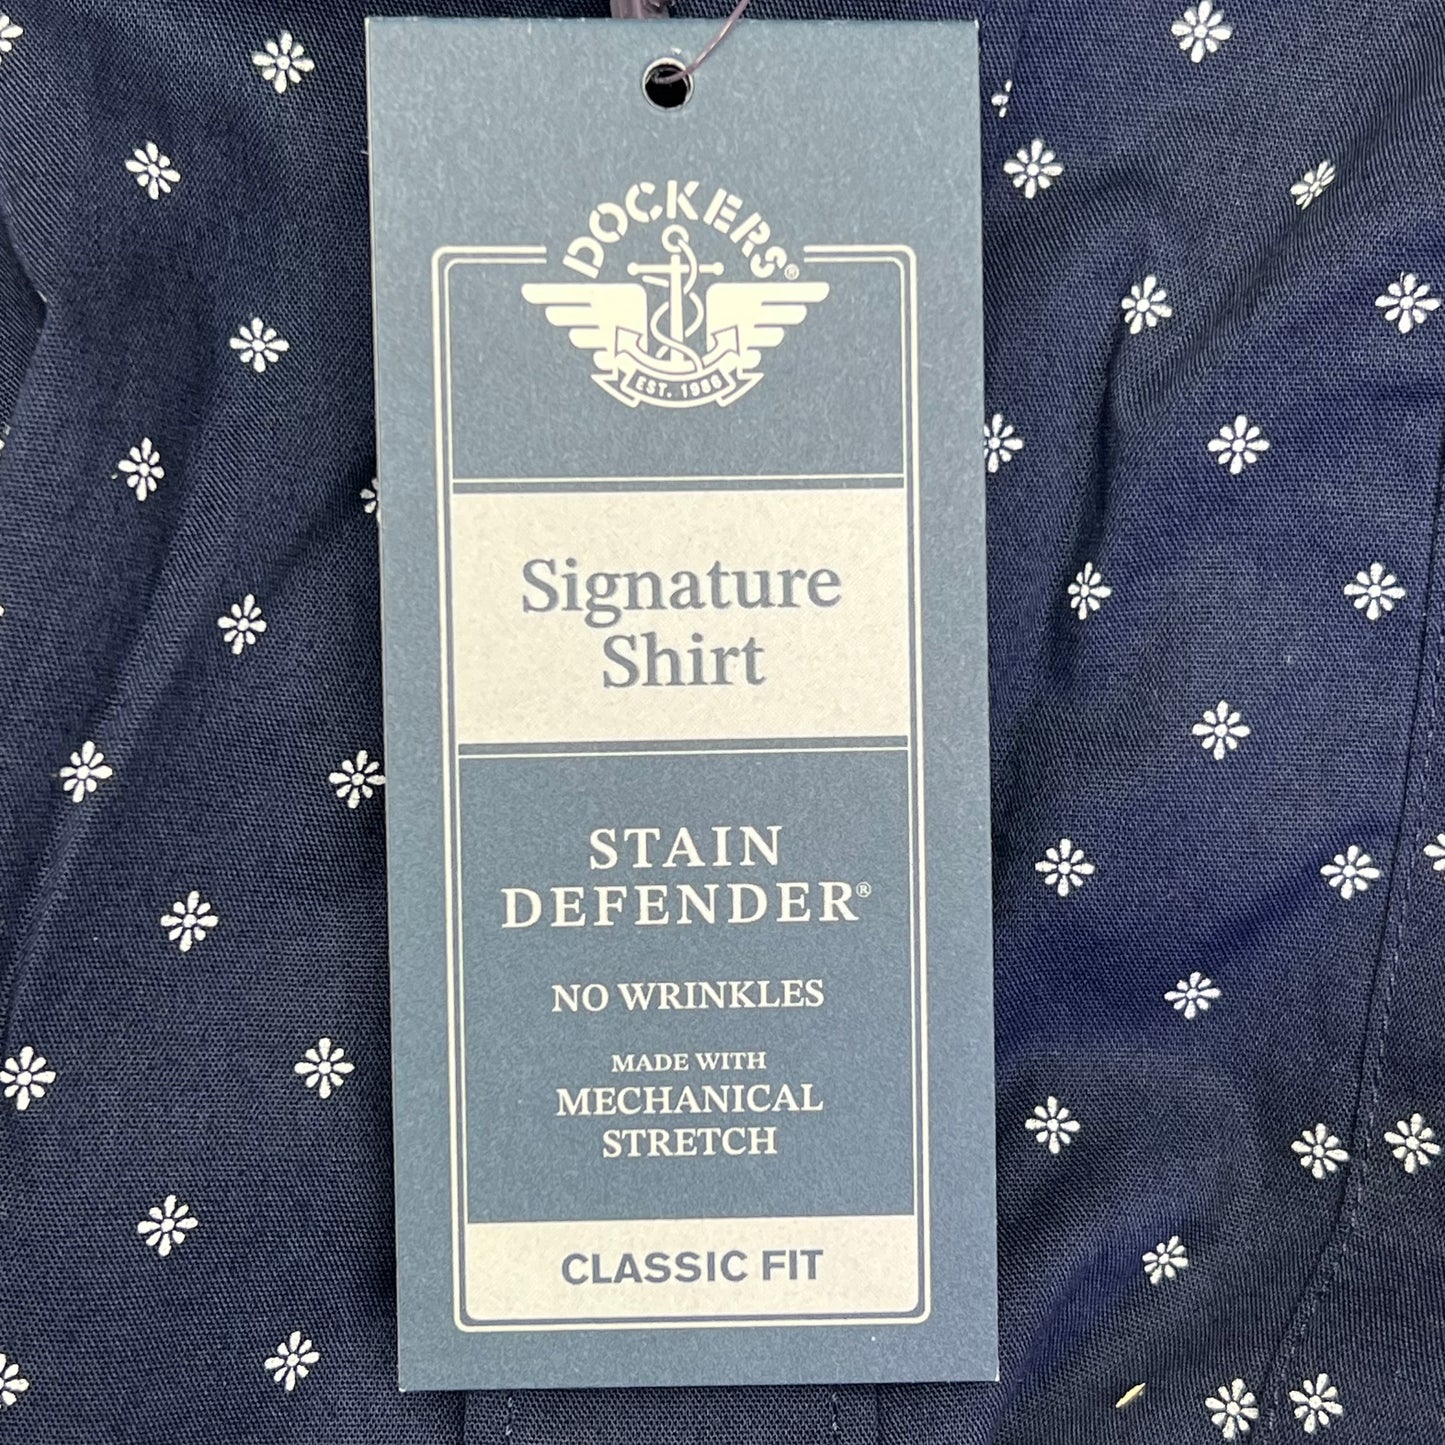 DOCKERS®
EST. 1986
Signature
Shirt
STAIN
DEFENDER®
NO WRINKLES
MADE WITH
MECHANICAL
STRETCH
CLASSIC FIT